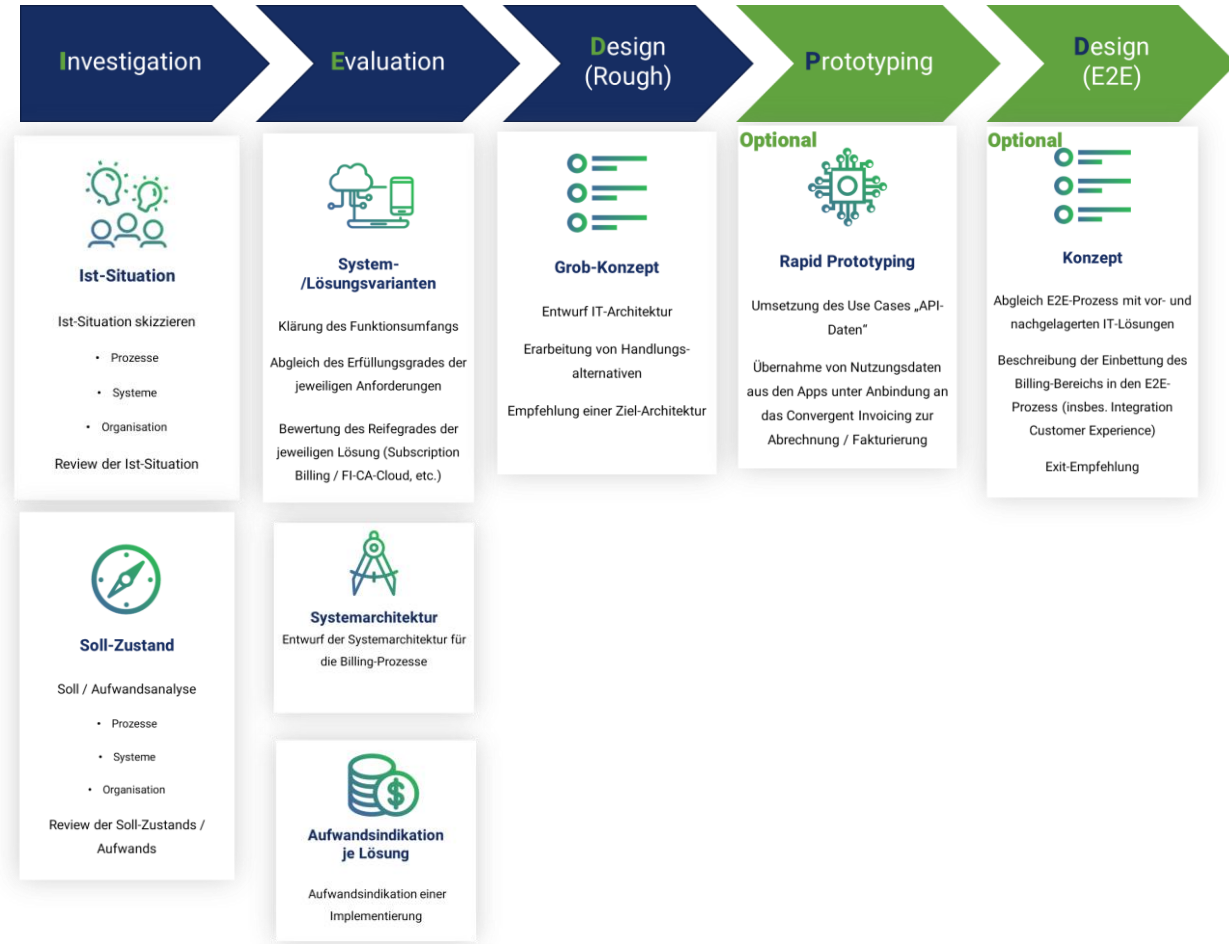 Investigation
Evaluation
Design
(Rough)
Prototyping
Design
(E2E)
Ist-Situation
Ist-Situation skizzieren
• Prozesse
• Systeme
• Organisation
Review der Ist-Situation
Soll-Zustand
Soll / Aufwandsanalyse
• Prozesse
• Systeme
• Organisation
Review der Soll-Zustands /
Aufwands
System-
/Lösungsvarianten
Klärung des Funktionsumfangs
Abgleich des Erfüllungsgrades der
jeweiligen Anforderungen
Bewertung des Reifegrades der
jeweiligen Lösung (Subscription
Billing / FI-CA-Cloud, etc.)
Systemarchitektur
Entwurf der Systemarchitektur für
die Billing-Prozesse
$
Aufwandsindikation
je Lösung
Aufwandsindikation einer
Implementierung
Grob-Konzept
Entwurf IT-Architektur
Erarbeitung von Handlungs-
alternativen
Empfehlung einer Ziel-Architektur
Optional
Rapid Prototyping
Umsetzung des Use Cases „API-
Daten“
Übernahme von Nutzungsdaten
aus den Apps unter Anbindung an
das Convergent Invoicing zur
Abrechnung / Fakturierung
Optional
Konzept
Abgleich E2E-Prozess mit vor- und
nachgelagerten IT-Lösungen
Beschreibung der Einbettung des
Billing-Bereichs in den E2E-
Prozess (insbes. Integration
Customer Experience)
Exit-Empfehlung